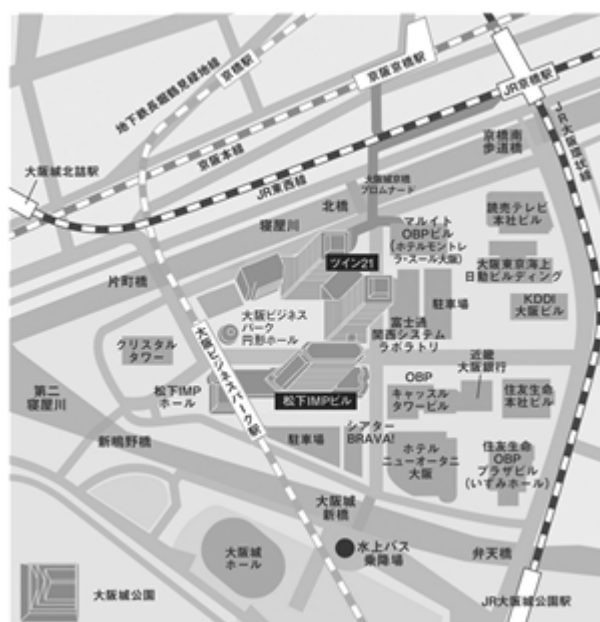 地下鉄長堀鶴見緑地線
京橋駅
京阪京橋駅
JR京橋駅
JR大阪環状線
京橋南
歩道橋
大阪城北詰駅
京阪本線
JR東西線
大阪城京橋
プロムナード
北橋
寝屋川
マルイト
OBPビル
(ホテルモントレ
ラ・スール大阪)
読売テレビ
本社ビル
ツイン21
大阪東京海上
日動ビルディング
片町橋
駐車場
KDDI
大阪ビル
大阪ビジネス
パーク
円形ホール
富士通
関西システム
ラボラトリ
クリスタル
タワー
大阪ビジネスパーク駅
近畿
大阪銀行
OBP
キャッスル
タワービル
住友生命
本社ビル
第二
寝屋川
松下IMP
ホール
松下IMPビル
新鴫野橋
駐車場
シアター
BRAVA!
ホテル
ニューオータニ
大阪
住友生命
OBP
プラザビル
(いずみホール)
大阪城
新橋
大阪城
ホール
水上バス
乗降場
弁天橋
大阪城公園
JR大阪城公園駅